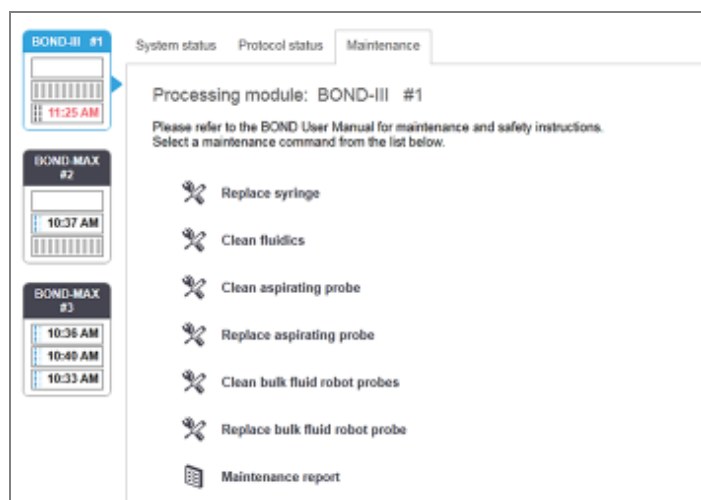 BOND-III #1
11:25 AM
BOND-MAX
#2
10:37 AM
BOND-MAX
#3
10:36 AM
10:40 AM
10:33 AM
System status Protocol status Maintenance
Processing module: BOND-III #1
Please refer to the BOND User Manual for maintenance and safety instructions.
Select a maintenance command from the list below.
Replace syringe
Clean fluidics
Clean aspirating probe
Replace aspirating probe
Clean bulk fluid robot probes
Replace bulk fluid robot probe
Maintenance report